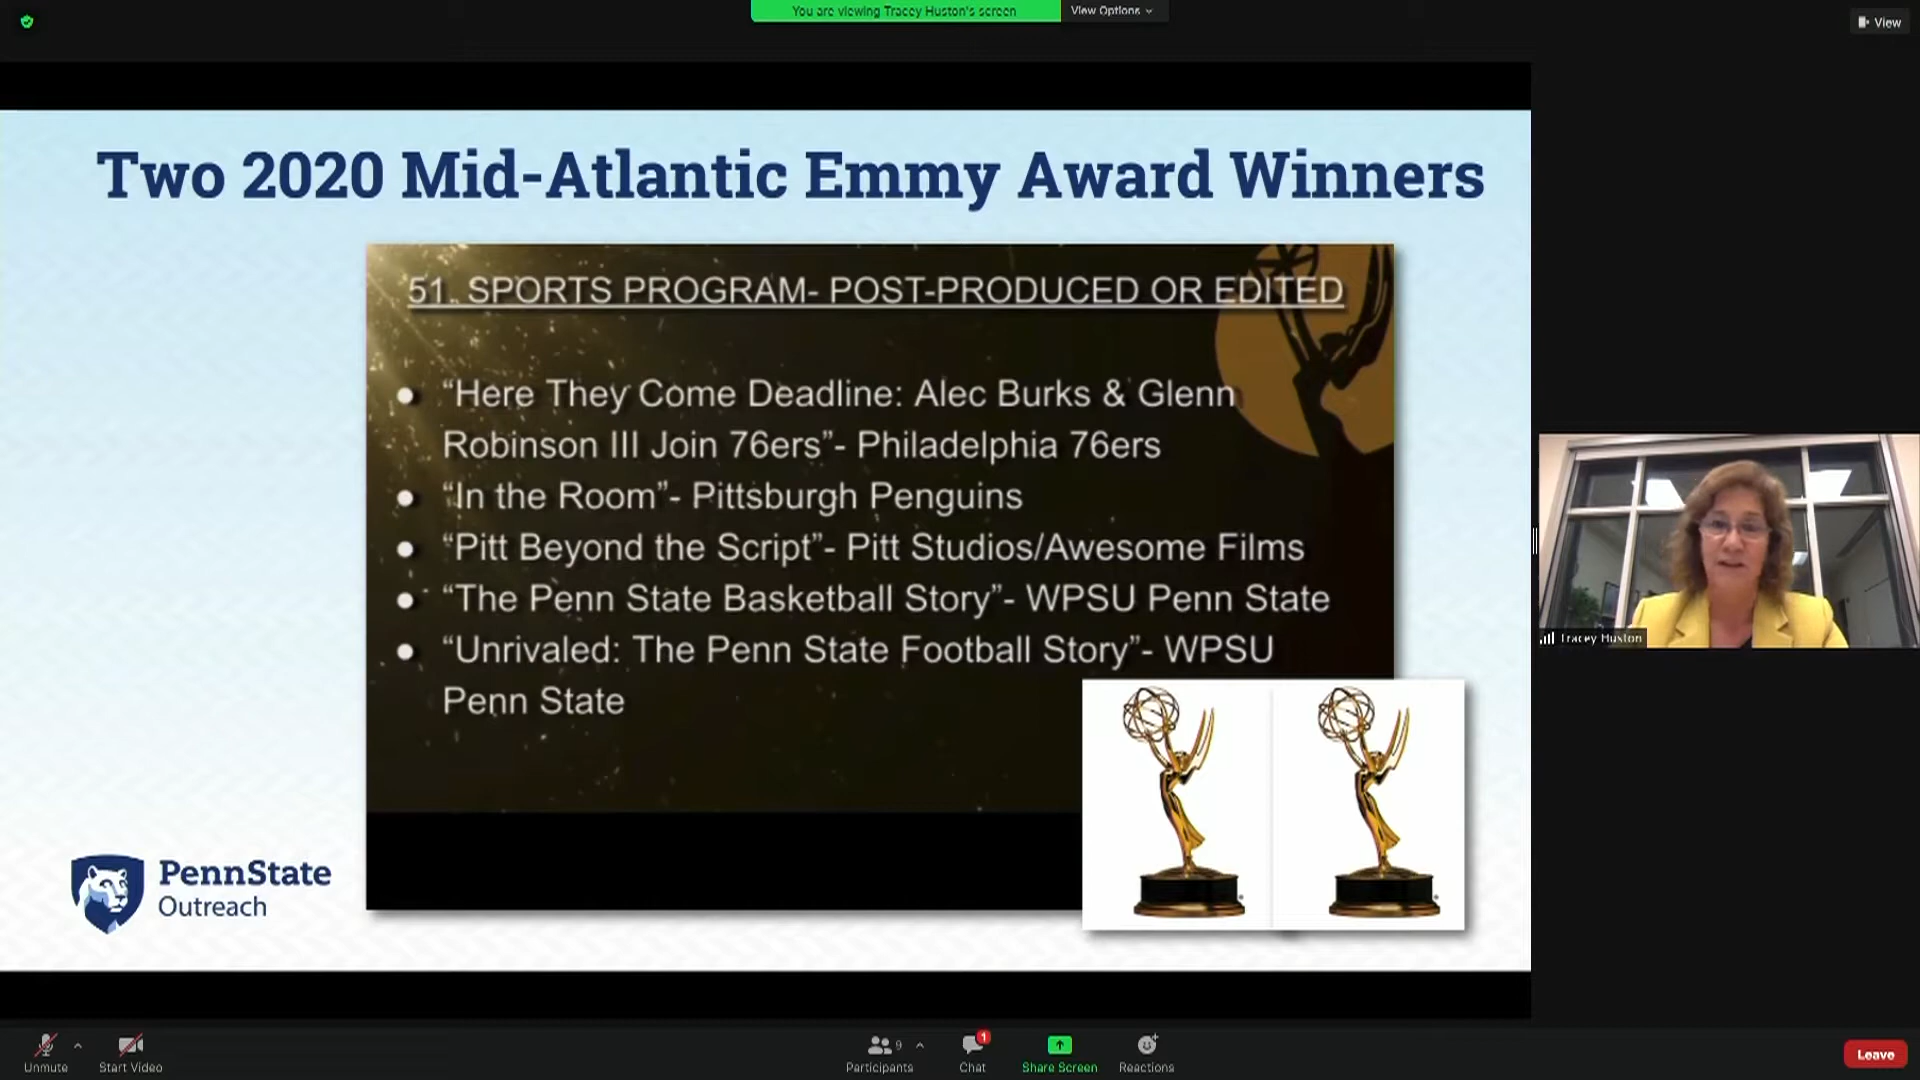 You are viewing Tracey Huston's screen
View Options
View
Two 2020 Mid-Atlantic Emmy Award Winners
51. SPORTS PROGRAM- POST-PRODUCED OR EDITED
“Here They Come Deadline: Alec Burks & Glenn
Robinson III Join 76ers”- Philadelphia 76ers
“In the Room”- Pittsburgh Penguins
“Pitt Beyond the Script”- Pitt Studios/Awesome Films
“The Penn State Basketball Story”- WPSU Penn State
“Unrivaled: The Penn State Football Story”- WPSU
Penn State
PennState
Outreach
Tracey Huston
Unmute
Start Video
9
Participants
1
Chat
Share Screen
Reactions
Leave